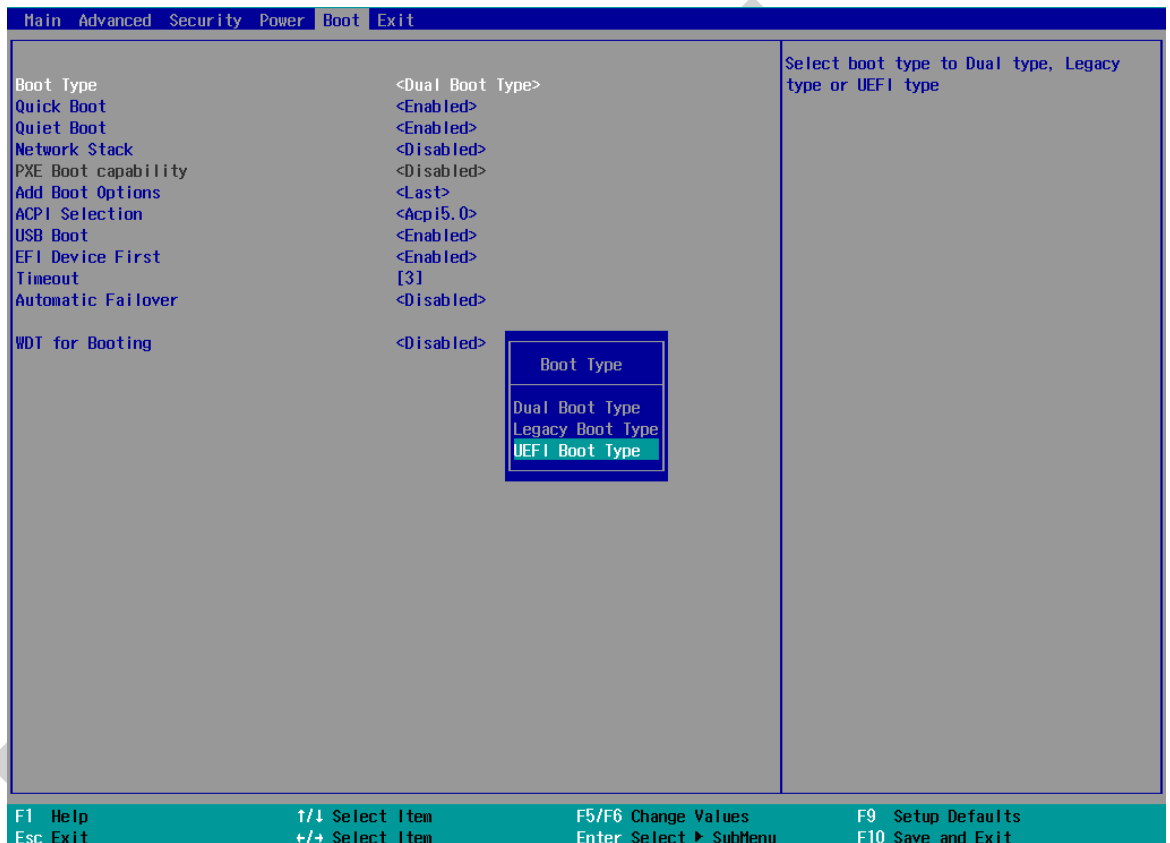 Main Advanced Security Power Boot Exit
Boot Type <Dual Boot Type>
Quick Boot <Enabled>
Quiet Boot <Enabled>
Network Stack <Disabled>
PXE Boot capability <Disabled>
Add Boot Options <Last>
ACPI Selection <Acpi5.0>
USB Boot <Enabled>
EFI Device First <Enabled>
Timeout [3]
Automatic Failover <Disabled>
WDT for Booting <Disabled>
Boot Type
Dual Boot Type
Legacy Boot Type
UEFI Boot Type
Select boot type to Dual type, Legacy
type or UEFI type
F1 Help ↑/↓ Select Item F5/F6 Change Values F9 Setup Defaults
Esc Exit ←/→ Select Item Enter Select ▶ SubMenu F10 Save and Exit